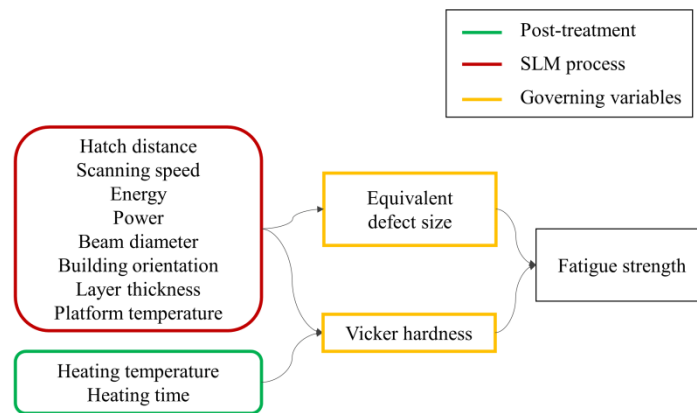 Post-treatment
SLM process
Governing variables
Hatch distance
Scanning speed
Energy
Power
Beam diameter
Building orientation
Layer thickness
Platform temperature
Heating temperature
Heating time
Equivalent
defect size
Vicker hardness
Fatigue strength